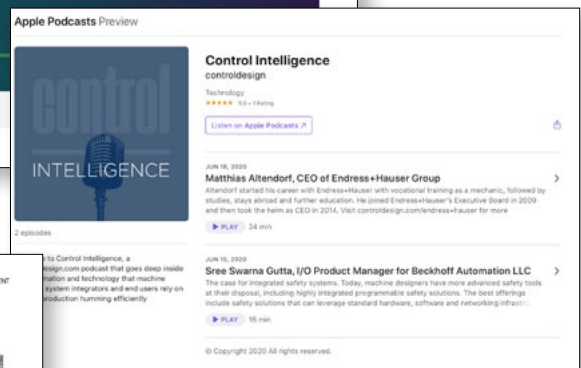 Apple Podcasts Preview
control
INTELLIGENCE
2 episodes
to Control Intelligence, a
design.com podcast that goes deep inside
mation and technology that machine
system integrators and end users rely on
production humming efficiently
ENT
Control Intelligence
controldesign
Technology
★★★★★ 5.0 • 1 Rating
Listen on Apple Podcasts ↗
JUN 18, 2020
Matthias Altendorf, CEO of Endress+Hauser Group
Altendorf started his career with Endress+Hauser with vocational training as a mechanic, followed by
studies, stays abroad and further education. He joined Endress+Hauser's Executive Board in 2009
and then took the helm as CEO in 2014. Visit controldesign.com/endress+hauser for more
▶ PLAY 24 min
JUN 15, 2020
Sree Swarna Gutta, I/O Product Manager for Beckhoff Automation LLC
The case for integrated safety systems. Today, machine designers have more advanced safety tools
at their disposal, including highly integrated programmable safety solutions. The best offerings
include safety solutions that can leverage standard hardware, software and networking
▶ PLAY 16 min
© Copyright 2020 All rights reserved.